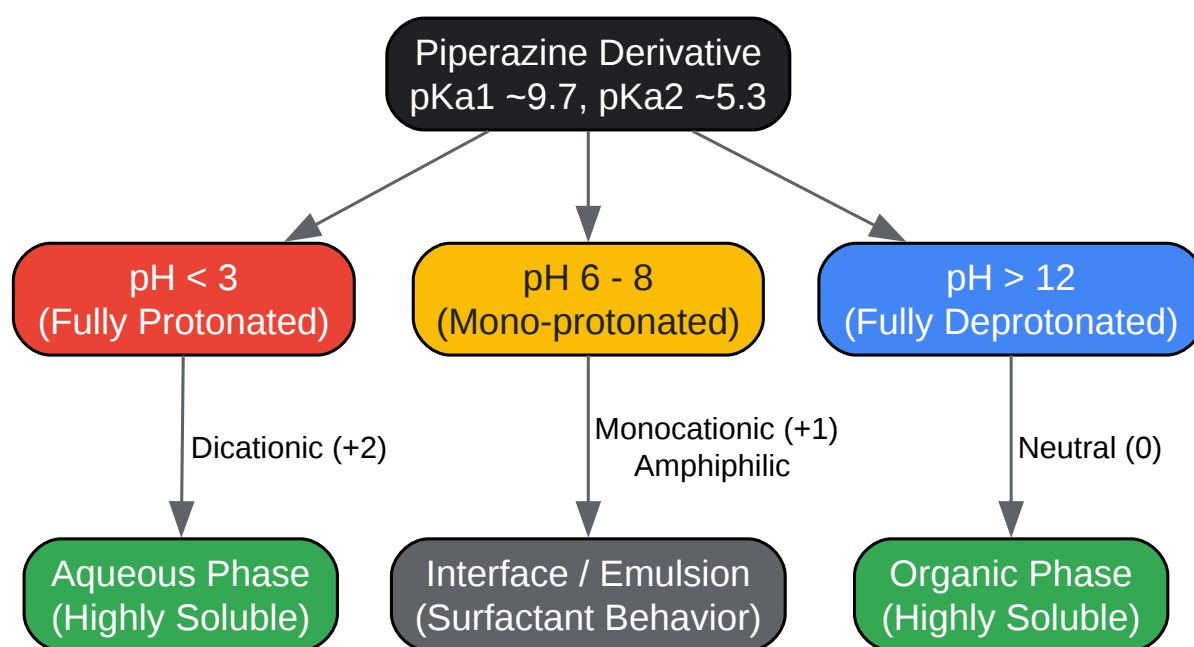 Piperazine Derivative
pKa1 ~9.7, pKa2 ~5.3
pH < 3
(Fully Protonated)
pH 6 - 8
(Mono-protonated)
pH > 12
(Fully Deprotonated)
Dicationic (+2)
Monocationic (+1)
Amphiphilic
Neutral (0)
Aqueous Phase
(Highly Soluble)
Interface / Emulsion
(Surfactant Behavior)
Organic Phase
(Highly Soluble)